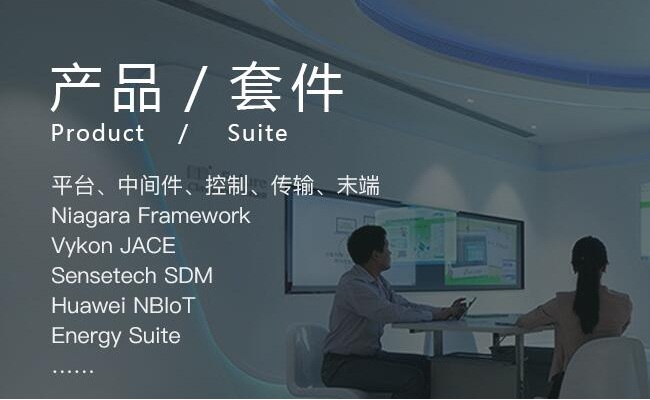 产品 / 套件
Product / Suite
平台、中间件、控制、传输、末端
Niagara Framework
Vykon JACE
Sensetech SDM
Huawei NBIoT
Energy Suite
……